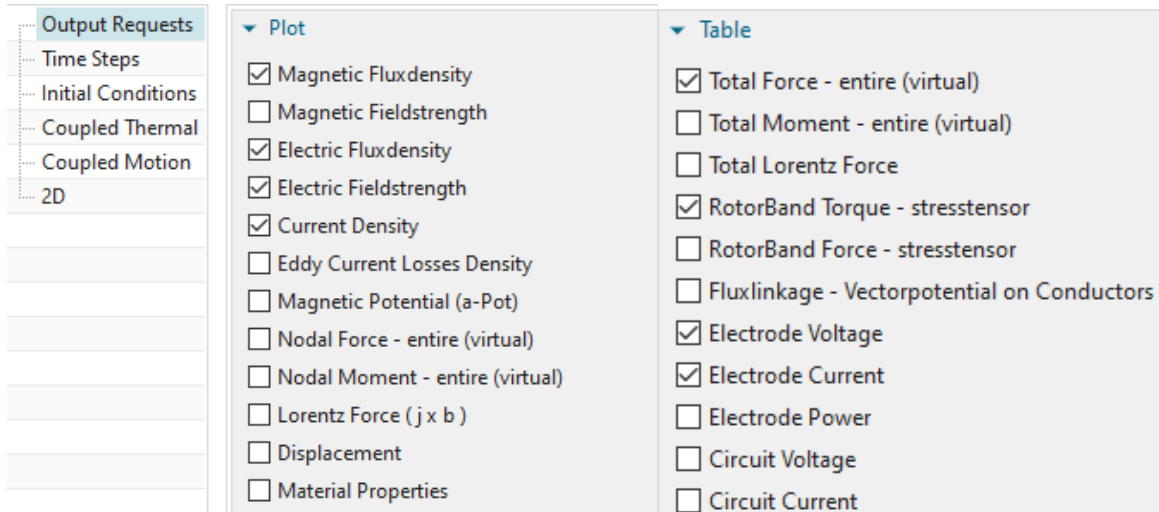 Output Requests
Time Steps
Initial Conditions
Coupled Thermal
Coupled Motion
2D
Plot
Magnetic Fluxdensity
Magnetic Fieldstrength
Electric Fluxdensity
Electric Fieldstrength
Current Density
Eddy Current Losses Density
Magnetic Potential (a-Pot)
Nodal Force - entire (virtual)
Nodal Moment - entire (virtual)
Lorentz Force ( j x b )
Displacement
Material Properties
Table
Total Force - entire (virtual)
Total Moment - entire (virtual)
Total Lorentz Force
RotorBand Torque - stresstensor
RotorBand Force - stresstensor
Fluxlinkage - Vectorpotential on Conductors
Electrode Voltage
Electrode Current
Electrode Power
Circuit Voltage
Circuit Current